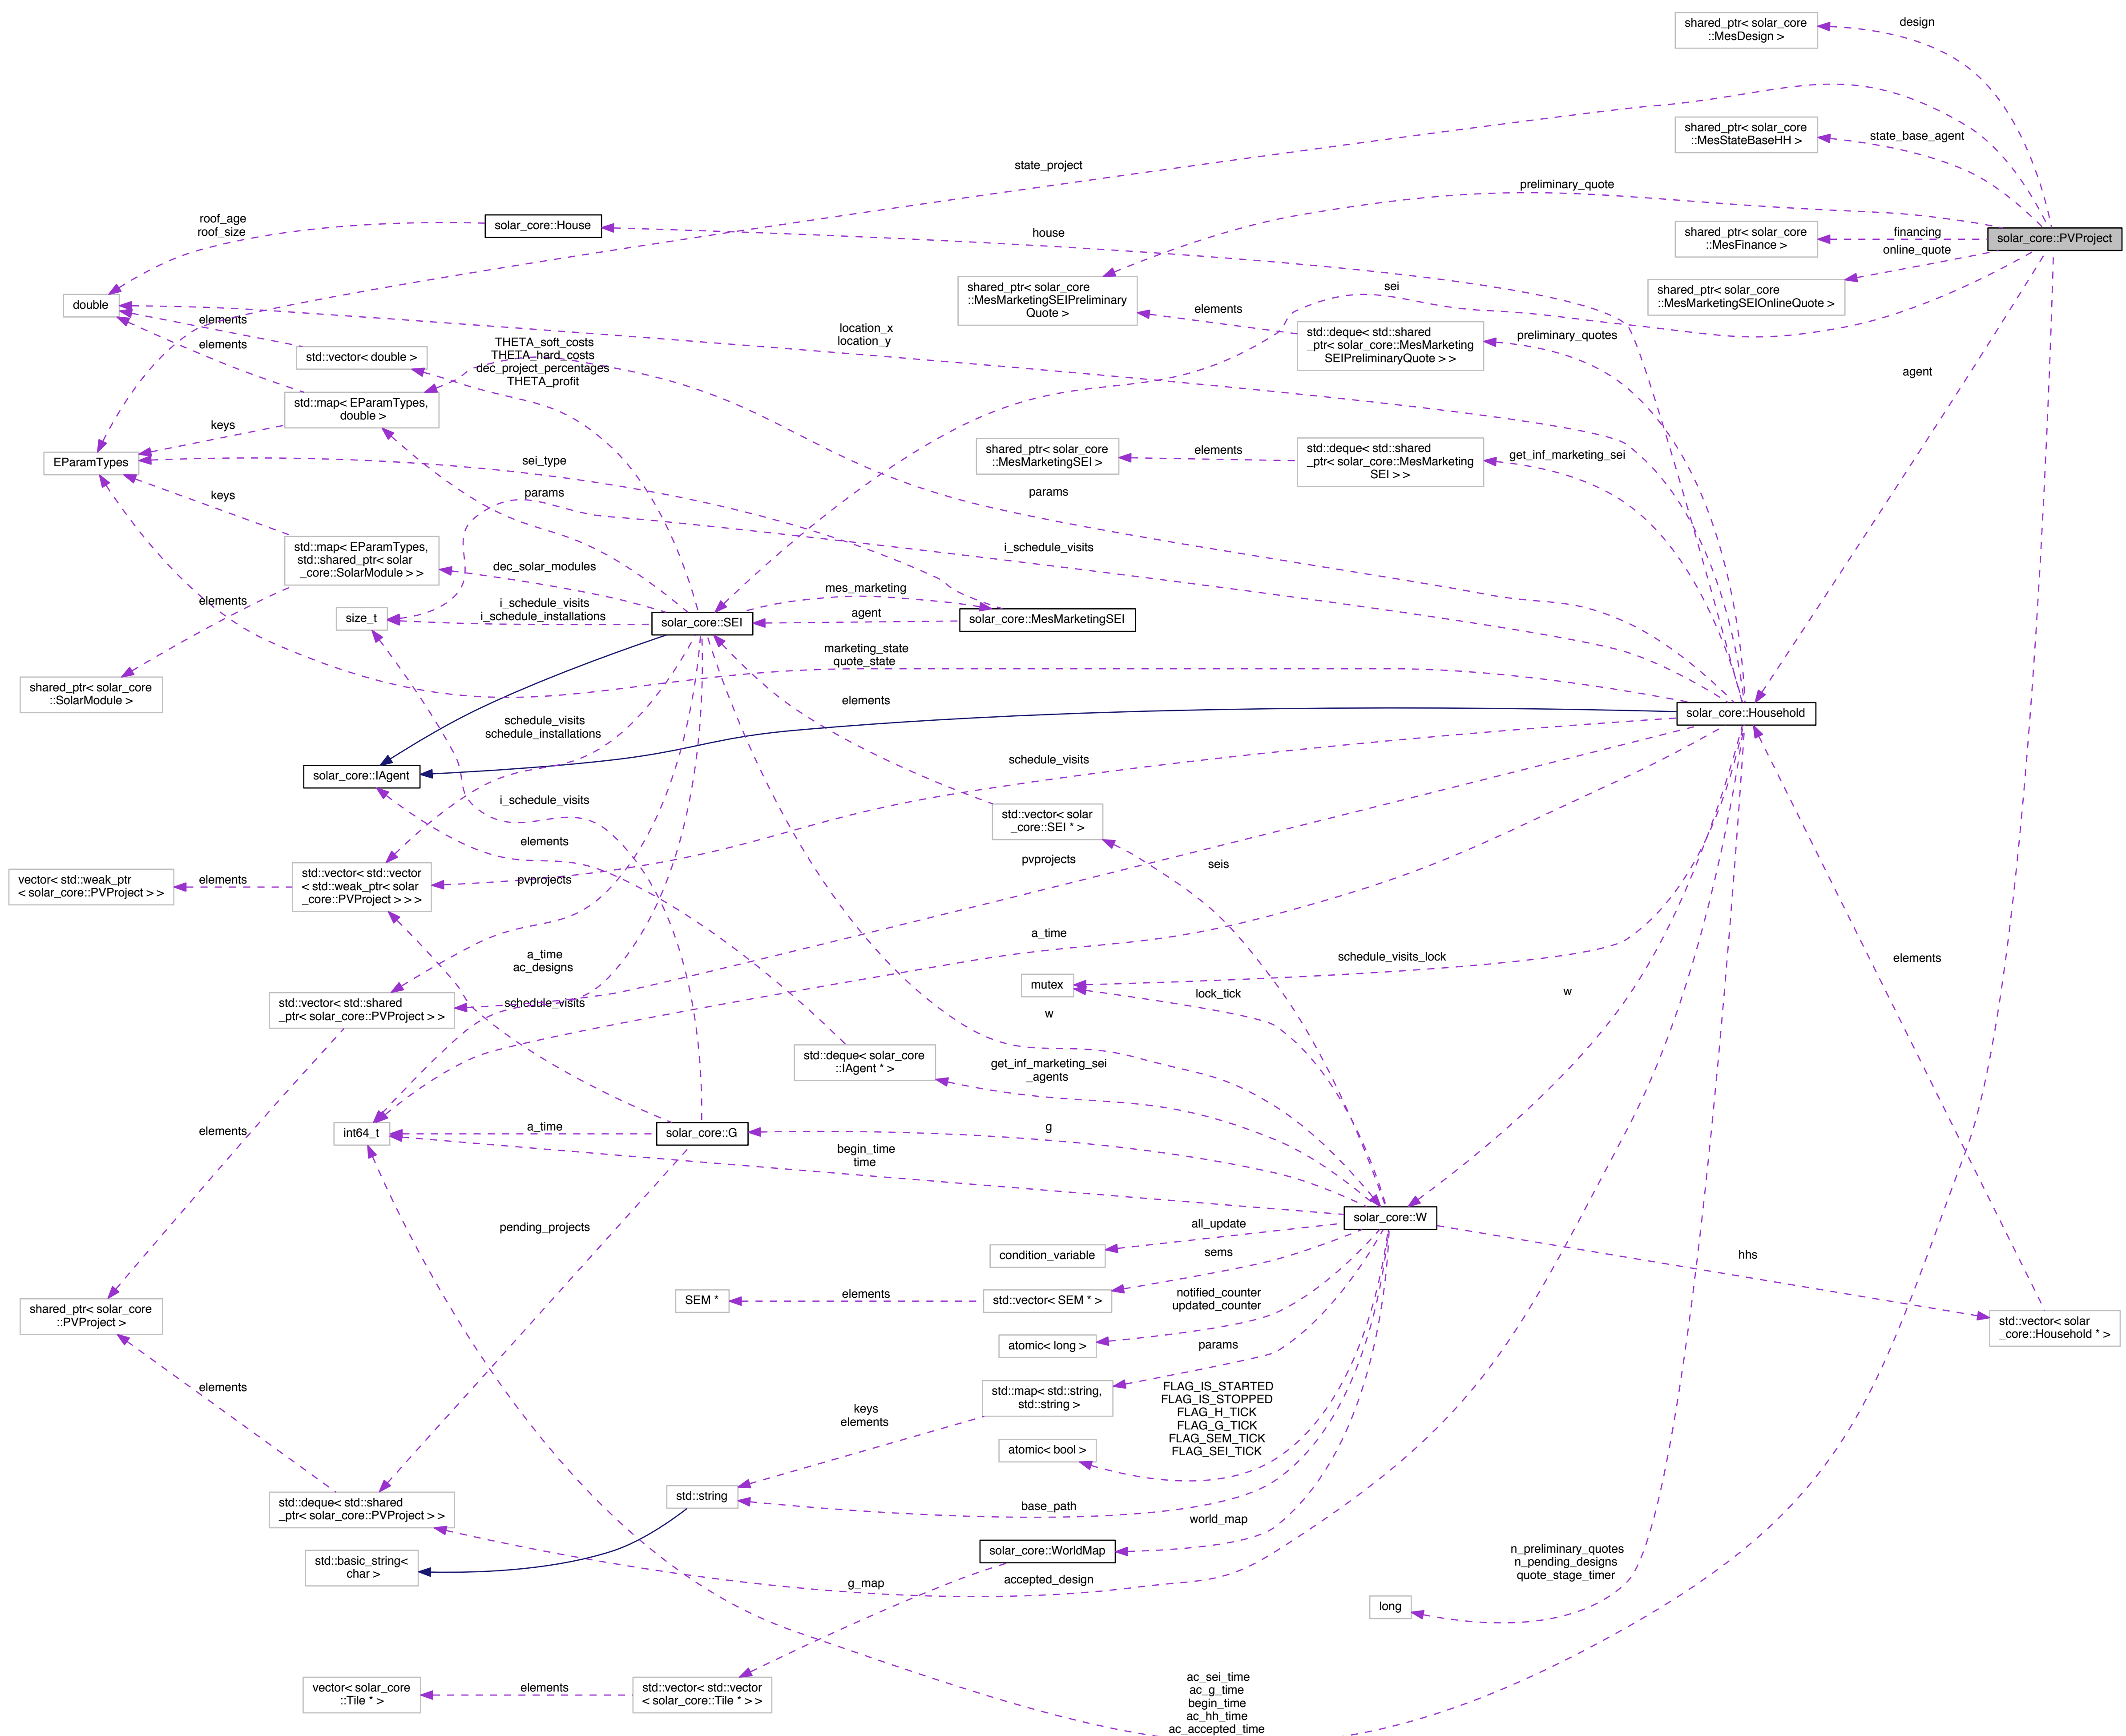 shared_ptr< solar_core
::MesDesign >
design
shared_ptr< solar_core
::MesStateBaseHH >
state_base_agent
state_project
preliminary_quote
roof_age
roof_size
solar_core::House
house
shared_ptr< solar_core
::MesFinance >
financing
online_quote
solar_core::PVProject
double
elements
elements
std::vector< double >
location_x
location_y
shared_ptr< solar_core
::MesMarketingSEIPreliminary
Quote >
elements
sei
shared_ptr< solar_core
::MesMarketingSEIOnlineQuote >
std::deque< std::shared
_ptr< solar_core::MesMarketing
SEIPreliminaryQuote > >
preliminary_quotes
THETA_soft_costs
THETA_hard_costs
dec_project_percentages
THETA_profit
agent
std::map< EParamTypes,
double >
keys
EParamTypes
sei_type
shared_ptr< solar_core
::MesMarketingSEI >
elements
std::deque< std::shared
_ptr< solar_core::MesMarketing
SEI > >
get_inf_marketing_sei
keys
params
params
std::map< EParamTypes,
std::shared_ptr< solar
_core::SolarModule > >
dec_solar_modules
i_schedule_visits
elements
size_t
i_schedule_visits
i_schedule_installations
solar_core::SEI
mes_marketing
agent
solar_core::MesMarketingSEI
shared_ptr< solar_core
::SolarModule >
marketing_state
quote_state
elements
solar_core::Household
schedule_visits
schedule_installations
solar_core::IAgent
schedule_visits
i_schedule_visits
std::vector< solar
_core::SEI * >
elements
vector< std::weak_ptr
< solar_core::PVProject > >
elements
std::vector< std::vector
< std::weak_ptr< solar
_core::PVProject > > >
pvprojects
pvprojects
seis
a_time
a_time
ac_designs
schedule_visits_lock
elements
std::vector< std::shared
_ptr< solar_core::PVProject > >
schedule_visits
mutex
lock_tick
w
w
std::deque< solar_core
::IAgent * >
get_inf_marketing_sei
_agents
elements
int64_t
a_time
solar_core::G
g
begin_time
time
pending_projects
solar_core::W
all_update
condition_variable
sems
hhs
shared_ptr< solar_core
::PVProject >
SEM *
elements
std::vector< SEM * >
notified_counter
updated_counter
std::vector< solar
_core::Household * >
atomic< long >
params
elements
std::map< std::string,
std::string >
keys
elements
FLAG_IS_STARTED
FLAG_IS_STOPPED
FLAG_H_TICK
FLAG_G_TICK
FLAG_SEM_TICK
FLAG_SEI_TICK
atomic< bool >
std::deque< std::shared
_ptr< solar_core::PVProject > >
std::string
base_path
world_map
std::basic_string<
char >
solar_core::WorldMap
g_map
accepted_design
n_preliminary_quotes
n_pending_designs
quote_stage_timer
long
vector< solar_core
::Tile * >
elements
std::vector< std::vector
< solar_core::Tile * > >
ac_sei_time
ac_g_time
begin_time
ac_hh_time
ac_accepted_time